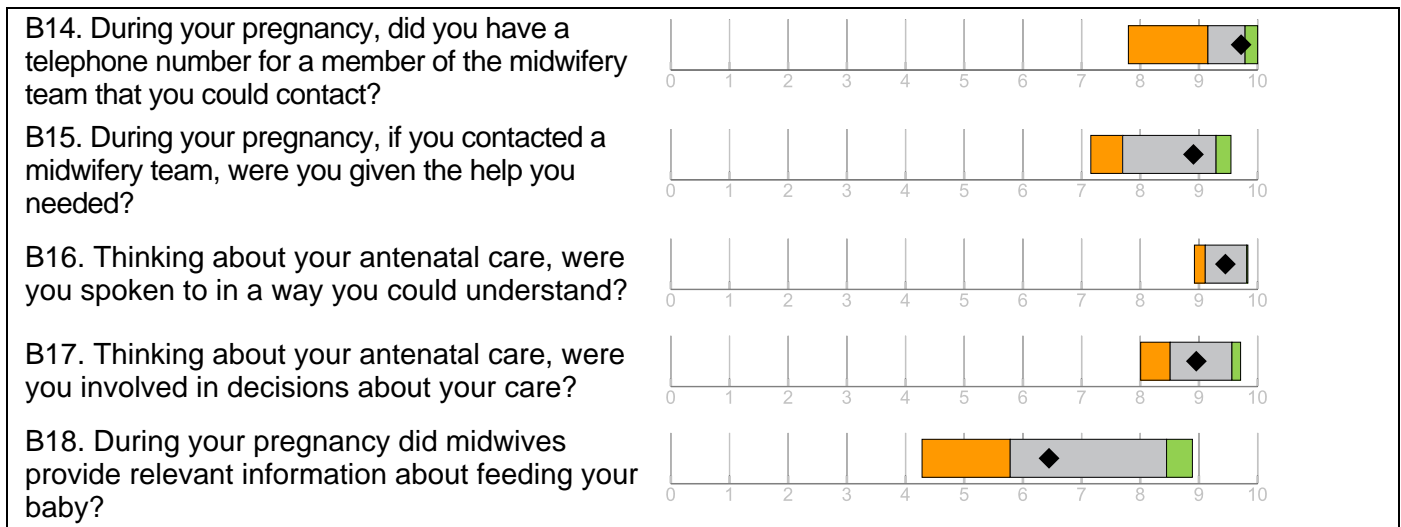 B14. During your pregnancy, did you have a
telephone number for a member of the midwifery
team that you could contact?
0 1 2 3 4 5 6 7 8 9 10
B15. During your pregnancy, if you contacted a
midwifery team, were you given the help you
needed?
0 1 2 3 4 5 6 7 8 9 10
B16. Thinking about your antenatal care, were
you spoken to in a way you could understand?
0 1 2 3 4 5 6 7 8 9 10
B17. Thinking about your antenatal care, were
you involved in decisions about your care?
0 1 2 3 4 5 6 7 8 9 10
B18. During your pregnancy did midwives
provide relevant information about feeding your
baby?
0 1 2 3 4 5 6 7 8 9 10